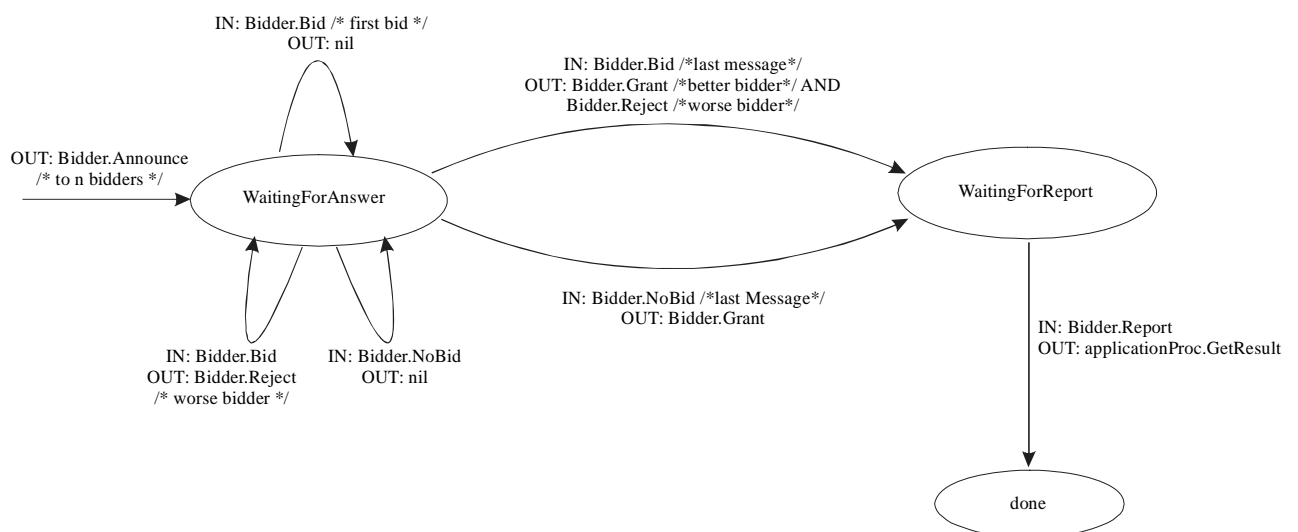 IN: Bidder.Bid /* first bid */
OUT: nil
IN: Bidder.Bid /*last message*/
OUT: Bidder.Grant /*better bidder*/ AND
Bidder.Reject /*worse bidder*/
OUT: Bidder.Announce
/* to n bidders */
WaitingForAnswer
WaitingForReport
IN: Bidder.NoBid /*last Message*/
OUT: Bidder.Grant
IN: Bidder.Report
OUT: applicationProc.GetResult
IN: Bidder.Bid
OUT: Bidder.Reject
/* worse bidder */
IN: Bidder.NoBid
OUT: nil
done